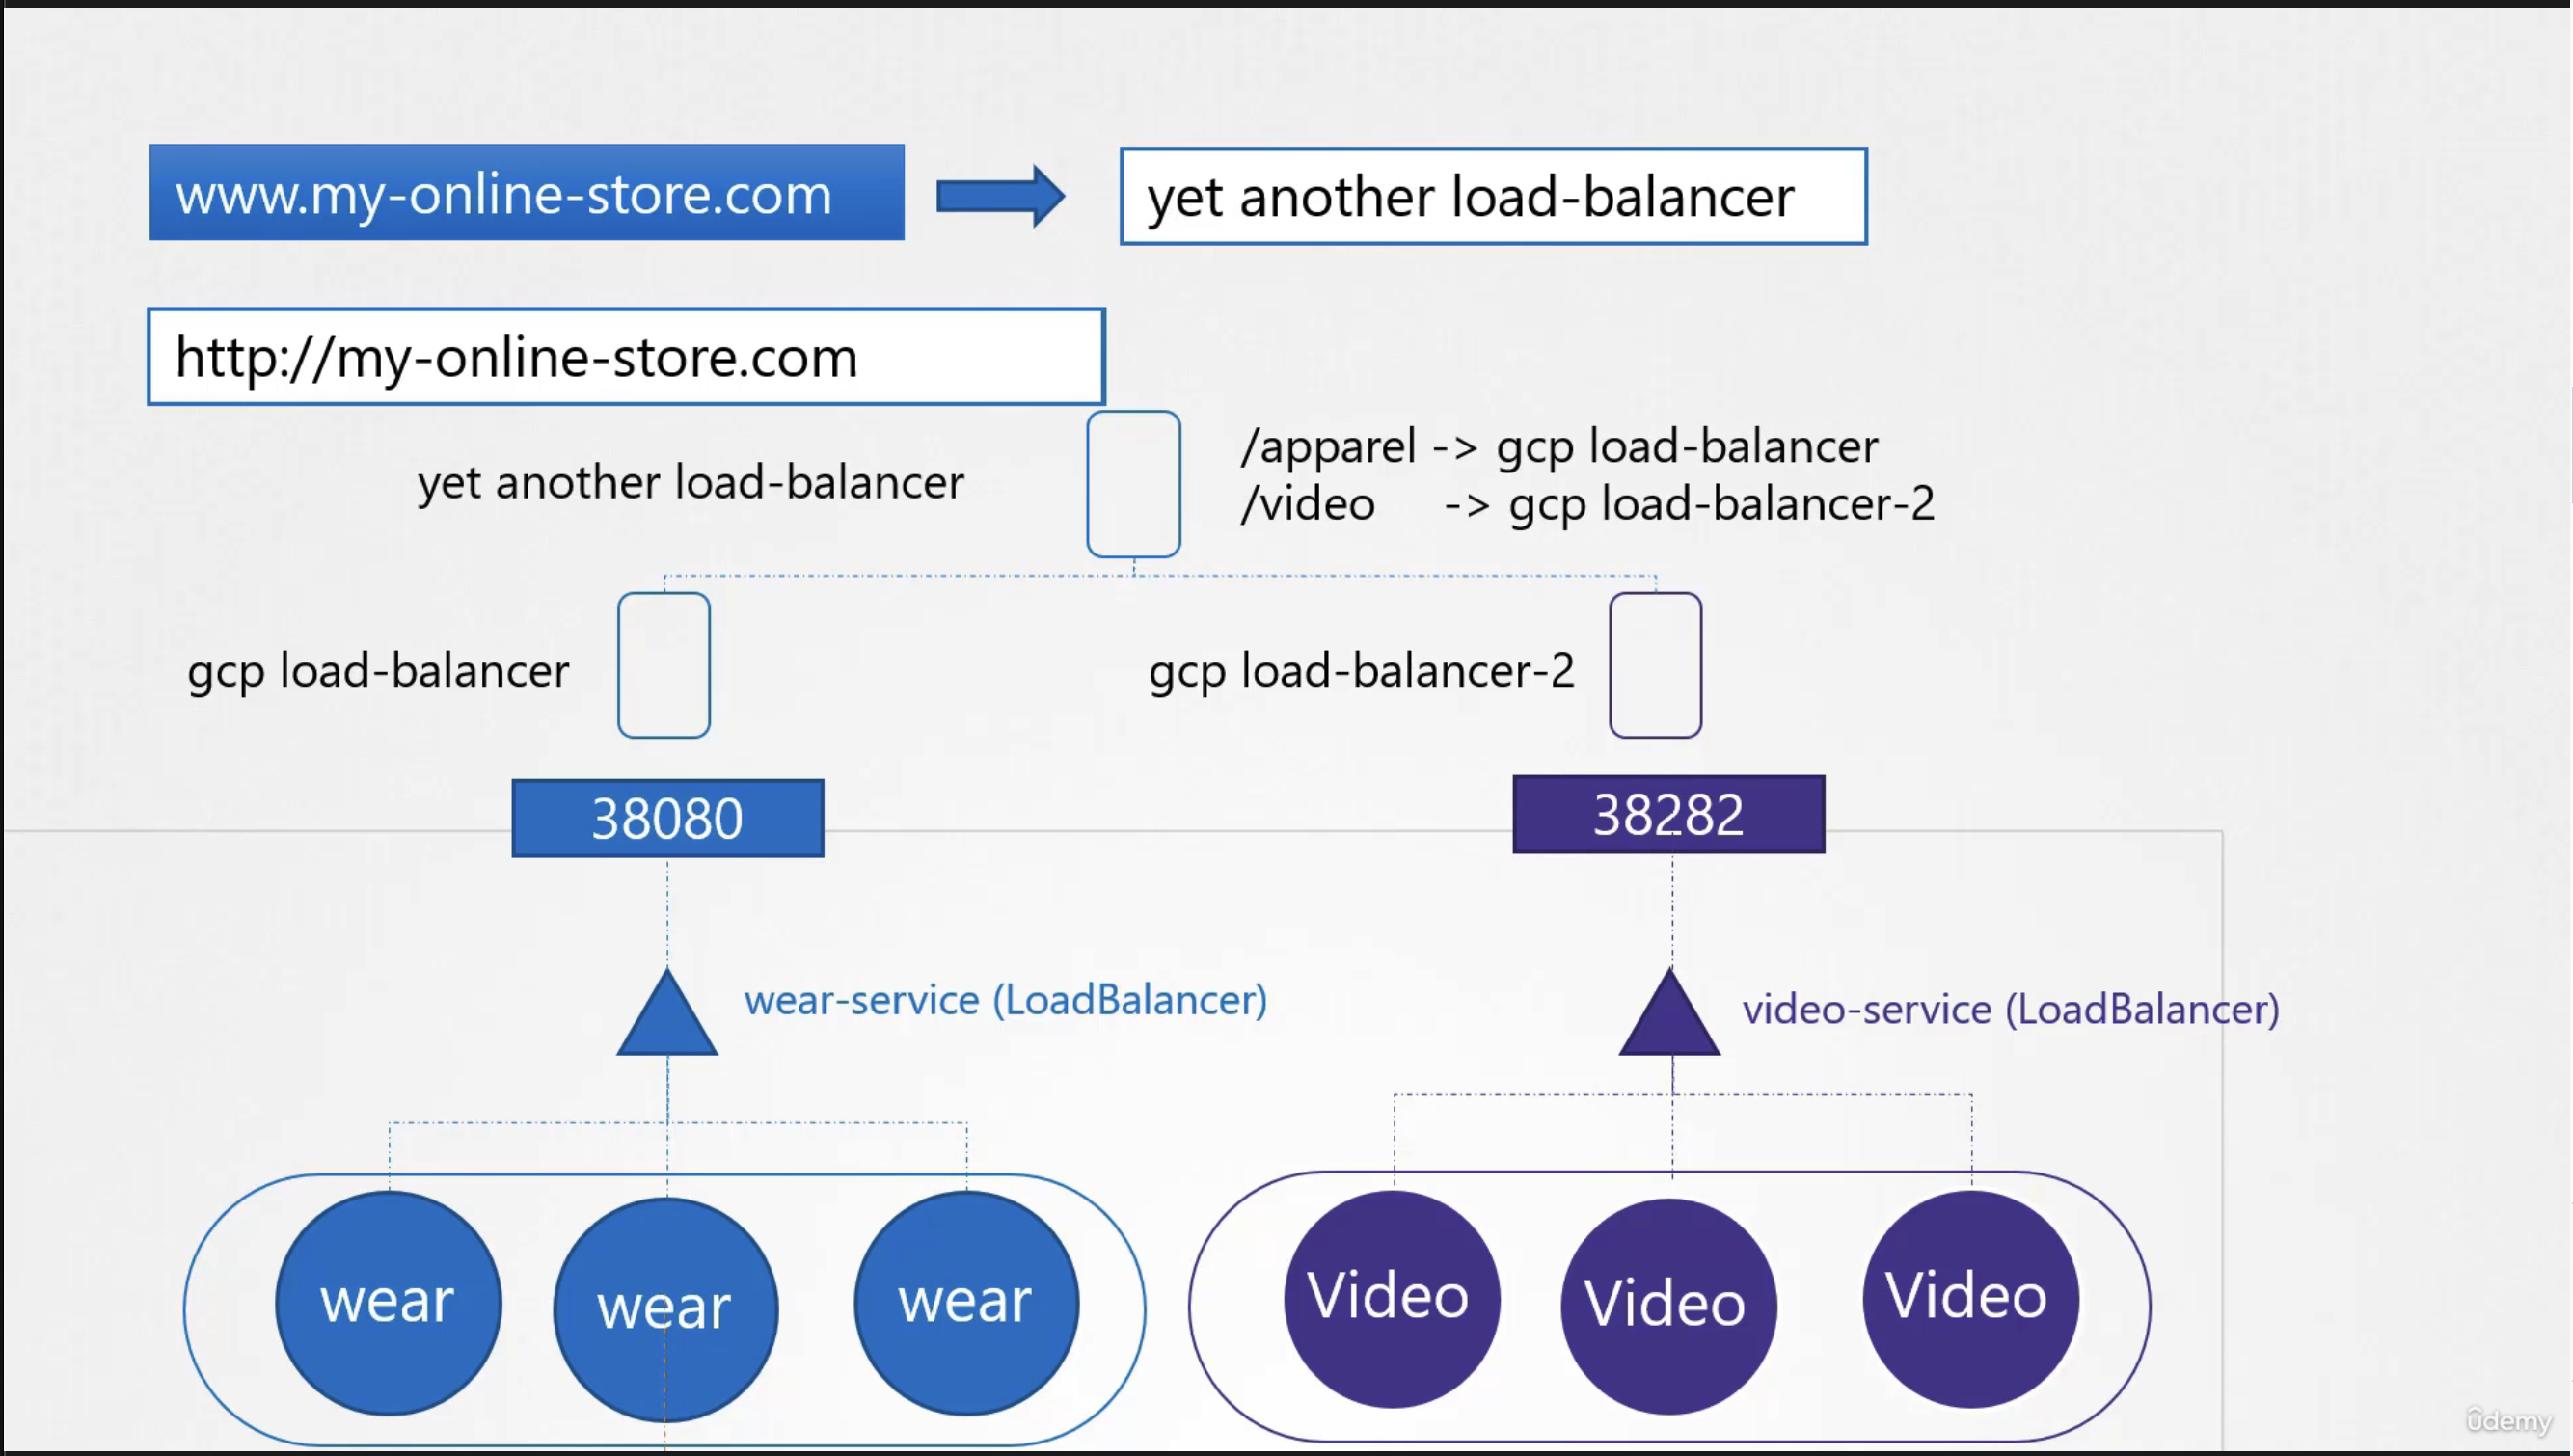 www.my-online-store.com
yet another load-balancer
http://my-online-store.com
yet another load-balancer
/apparel -> gcp load-balancer
/video -> gcp load-balancer-2
gcp load-balancer
gcp load-balancer-2
38080
38282
wear-service (LoadBalancer)
video-service (LoadBalancer)
wear
wear
wear
Video
Video
Video
ûdemy